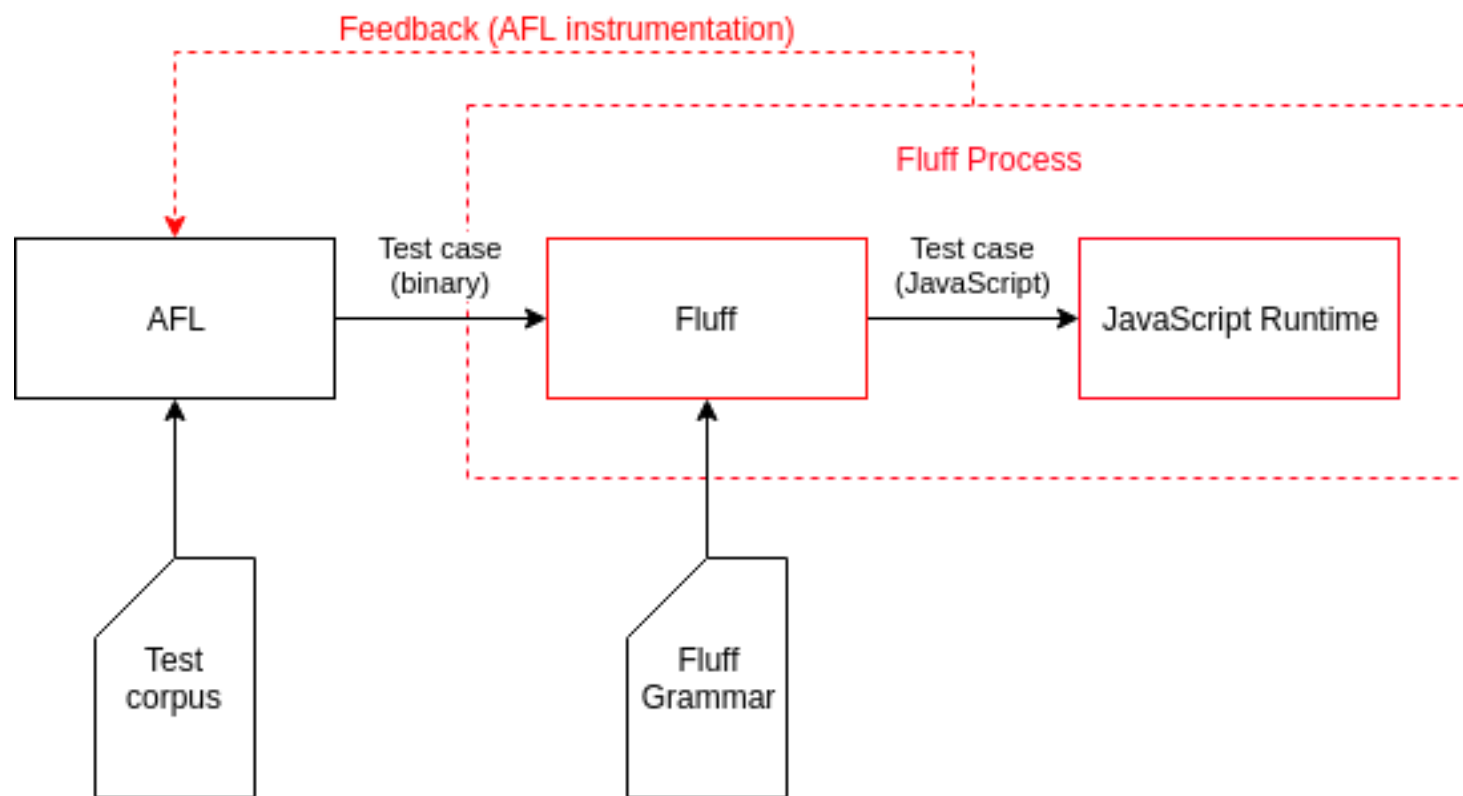 Feedback (AFL instrumentation)
Fluff Process
Test case
(binary)
Test case
(JavaScript)
AFL
Fluff
JavaScript Runtime
Test
corpus
Fluff
Grammar